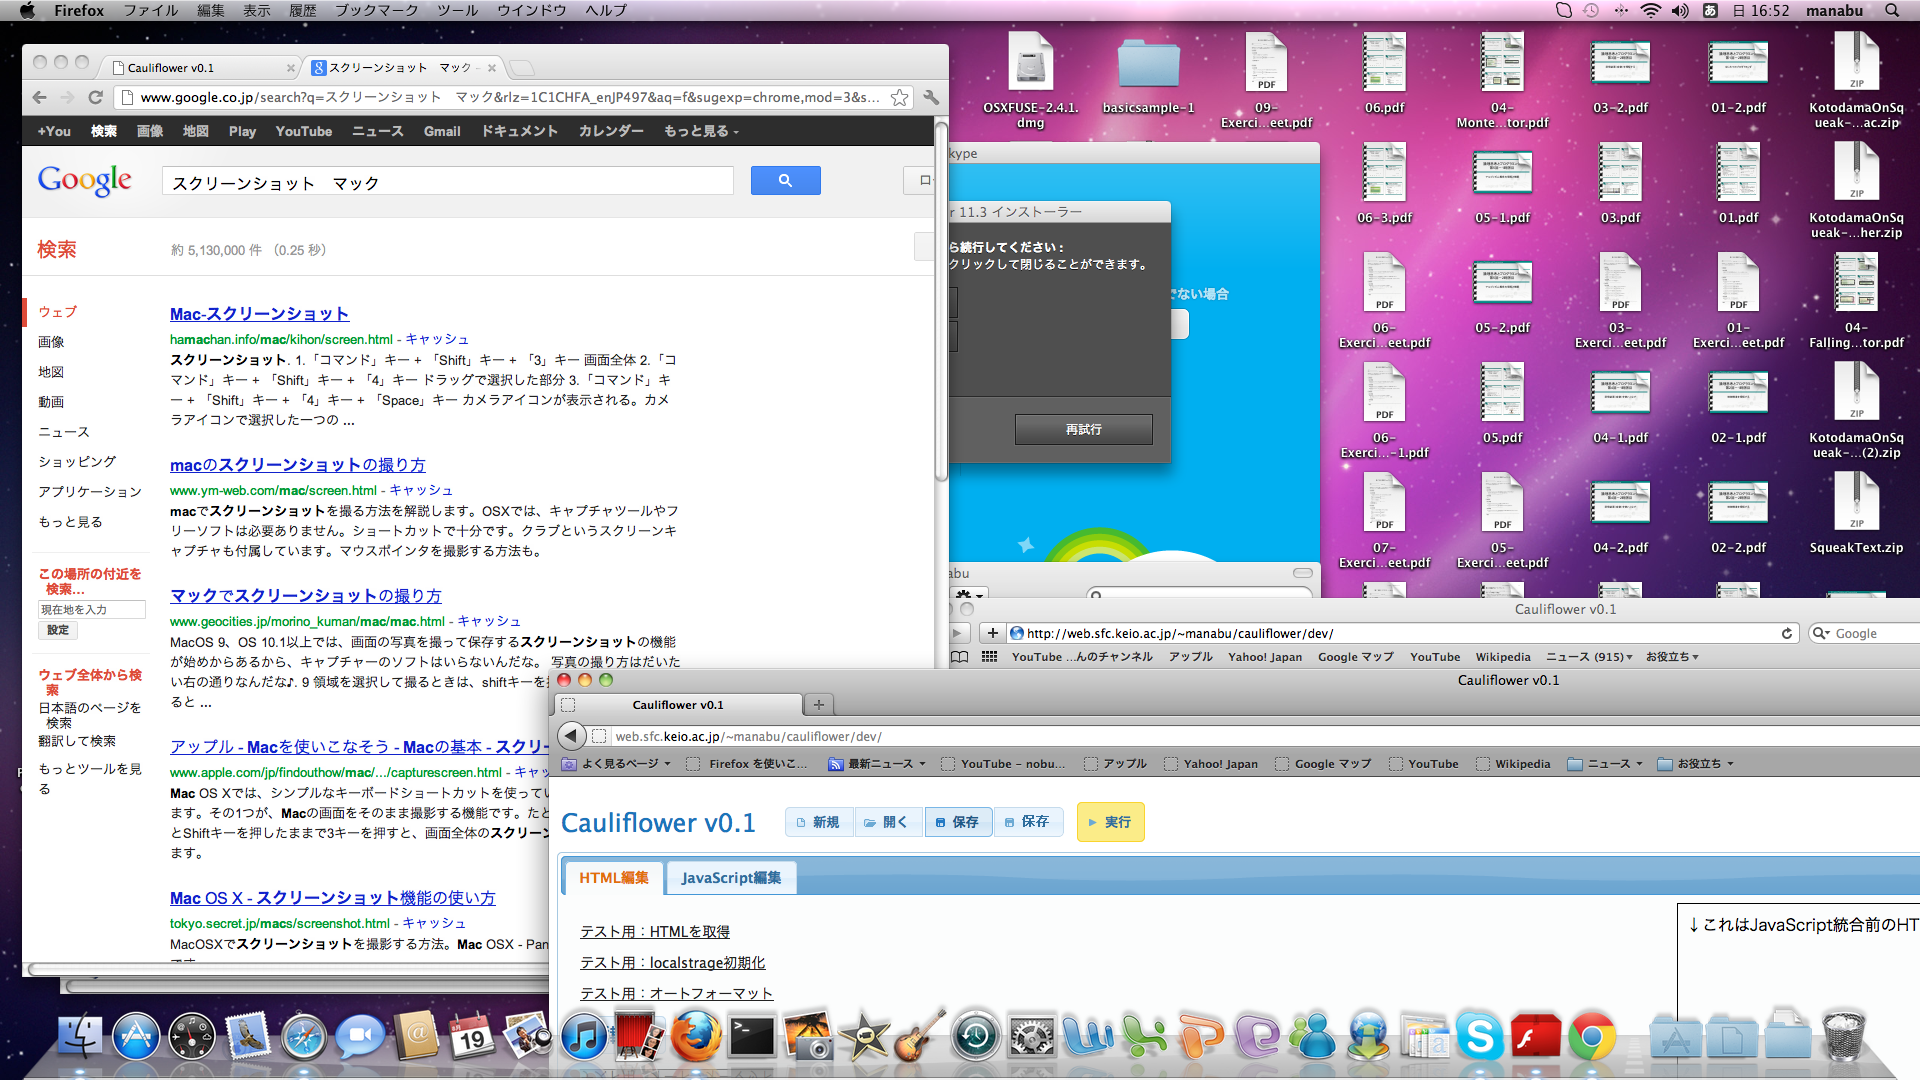 Firefox ファイル 編集 表示 履歴 ブックマーク ツール ウインドウ ヘルプ
あ 日 16:52 manabu
Cauliflower v0.1
スクリーンショット　マック -
www.google.co.jp/search?q=スクリーンショット　マック&rlz=1C1CHFA_enJP497&aq=f&sugexp=chrome,mod=3&s...
+You 検索 画像 地図 Play YouTube ニュース Gmail ドキュメント カレンダー もっと見る
Google
スクリーンショット　マック
検索
約 5,130,000 件 (0.25 秒)
ウェブ
画像
地図
動画
ニュース
ショッピング
アプリケーション
もっと見る
この場所の付近を
検索...
現在地を入力
設定
ウェブ全体から検
索
日本語のページを
検索
翻訳して検索
もっとツールを見
る
Mac-スクリーンショット
hamachan.info/mac/kihon/screen.html - キャッシュ
スクリーンショット. 1.「コマンド」キー + 「Shift」キー + 「3」キー 画面全体 2.「コ
マンド」キー + 「Shift」キー + 「4」キー ドラッグで選択した部分 3.「コマンド」キ
ー + 「Shift」キー + 「4」キー + 「Space」キー カメラアイコンが表示される。カメ
ラアイコンで選択した一つの ...
macのスクリーンショットの撮り方
www.ym-web.com/mac/screen.html - キャッシュ
macでスクリーンショットを撮る方法を解説します。OSXでは、キャプチャツールやフ
リーソフトは必要ありません。ショートカットで十分です。クラブというスクリーンキ
ャプチャも付属しています。マウスポインタを撮影する方法も。
マックでスクリーンショットの撮り方
www.geocities.jp/morino_kuman/mac/mac.html - キャッシュ
MacOS 9、OS 10.1以上では、画面の写真を撮って保存するスクリーンショットの機能
が始めからあるから、キャプチャーのソフトはいらないんだな。 写真の撮り方はだいた
い右の通りなんだな♪. 9 領域を選択して撮るときは、shiftキーを
ると ...
アップル - Macを使いこなそう - Macの基本 - スクリ
www.apple.com/jp/findouthow/mac/.../capturescreen.html - キャッ
Mac OS Xでは、シンプルなキーボードショートカットを使ってい
ます。その1つが、Macの画面をそのまま撮影する機能です。たと
とShiftキーを押したままで3キーを押すと、画面全体のスクリーン
ます。
Mac OS X - スクリーンショット機能の使い方
tokyo.secret.jp/macs/screenshot.html - キャッシュ
MacOSXでスクリーンショットを撮影する方法。Mac OSX - Pan
kype
r 11.3 インストーラー
ら続行してください：
クリックして閉じることができます。
でない場合
再試行
abu
OSXFUSE-2.4.1.
dmg
basicsample-1
09-
Exerci...eet.pdf
06.pdf
04-
Monte...tor.pdf
03-2.pdf
01-2.pdf
KotodamaOnSq
ueak-...ac.zip
06-3.pdf
05-1.pdf
03.pdf
01.pdf
KotodamaOnSq
ueak-...her.zip
06-
Exerci...eet.pdf
05-2.pdf
03-
Exerci...eet.pdf
01-
Exerci...eet.pdf
04-
Falling...tor.pdf
06-
Exerci...-1.pdf
05.pdf
04-1.pdf
02-1.pdf
KotodamaOnSq
ueak-...(2).zip
07-
Exerci...eet.pdf
05-
Exerci...eet.pdf
04-2.pdf
02-2.pdf
SqueakText.zip
Cauliflower v0.1
http://web.sfc.keio.ac.jp/~manabu/cauliflower/dev/
Google
YouTube ...んのチャンネル アップル Yahoo! Japan Google マップ YouTube Wikipedia ニュース (915) お役立ち
Cauliflower v0.1
Cauliflower v0.1
web.sfc.keio.ac.jp/~manabu/cauliflower/dev/
よく見るページ Firefox を使いこ... 最新ニュース YouTube - nobu... アップル Yahoo! Japan Google マップ YouTube Wikipedia ニュース お役立ち
Cauliflower v0.1 新規 開く 保存 保存 実行
HTML編集 JavaScript編集
テスト用：HTMLを取得
テスト用：localstrage初期化
テスト用：オートフォーマット
↓これはJavaScript統合前のHT
19